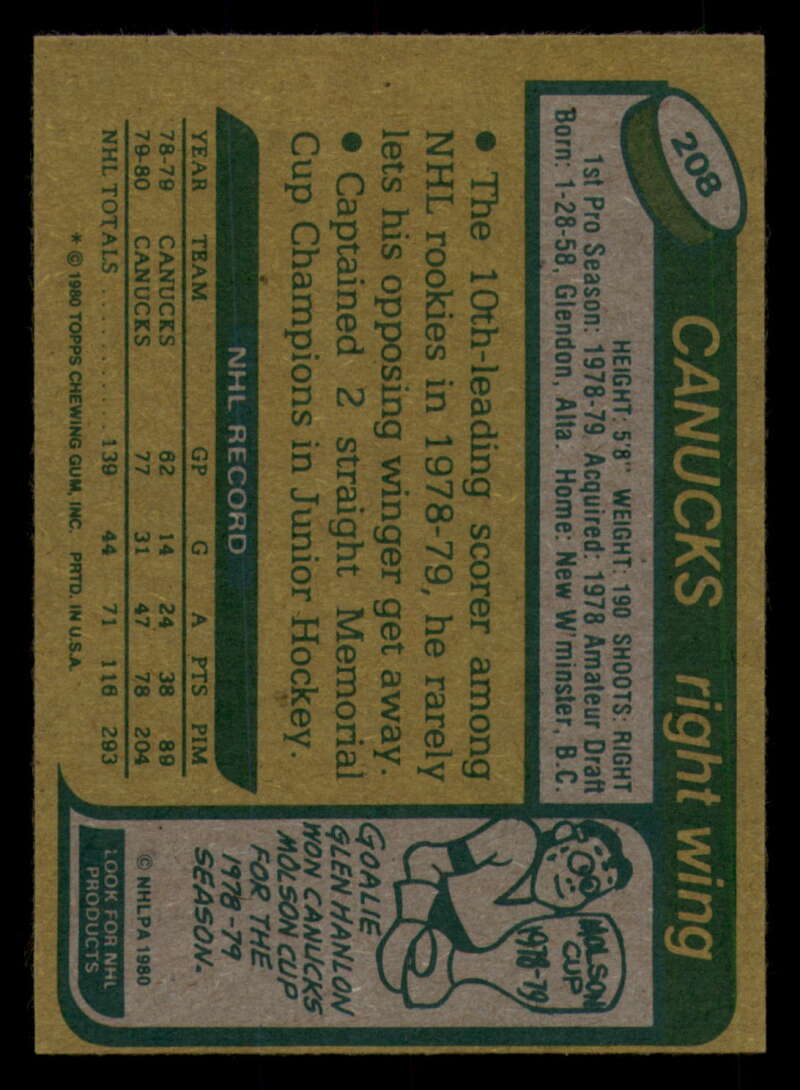 208
CANUCKS right wing
HEIGHT: 5'8" WEIGHT: 190 SHOOTS: RIGHT
1st Pro Season: 1978-79 Acquired: 1978 Amateur Draft
Born: 1-28-58, Glendon, Alta. Home: New W'minster, B.C.
• The 10th-leading scorer among
NHL rookies in 1978-79, he rarely
lets his opposing winger get away.
• Captained 2 straight Memorial
Cup Champions in Junior Hockey.
NHL RECORD
YEAR TEAM GP G A PTS PIM
78-79 CANUCKS 62 14 24 38 89
79-80 CANUCKS 77 31 47 78 204
NHL TOTALS ............ 139 44 71 116 293
* © 1980 TOPPS CHEWING GUM, INC. PRTD. IN U.S.A.
MOLSON
CUP
1978-79
GOALIE
GLEN HANLON
WON CANUCKS
MOLSON CUP
FOR THE
1978-79
SEASON.
© NHLPA 1980
LOOK FOR NHL
PRODUCTS